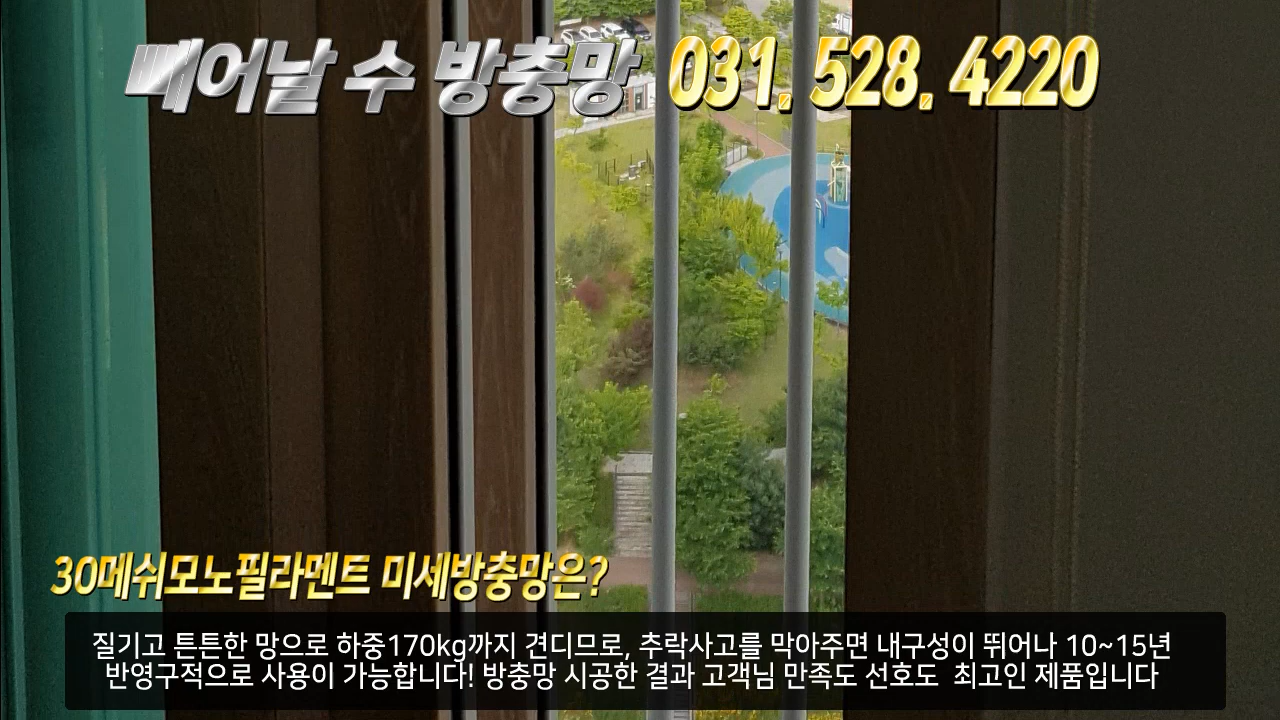 빼어날 수 방충망 031. 528. 4220
30메쉬모노필라멘트 미세방충망은?
질기고 튼튼한 망으로 하중170kg까지 견디므로, 추락사고를 막아주면 내구성이 뛰어나 10~15년
반영구적으로 사용이 가능합니다! 방충망 시공한 결과 고객님 만족도 선호도 최고인 제품입니다